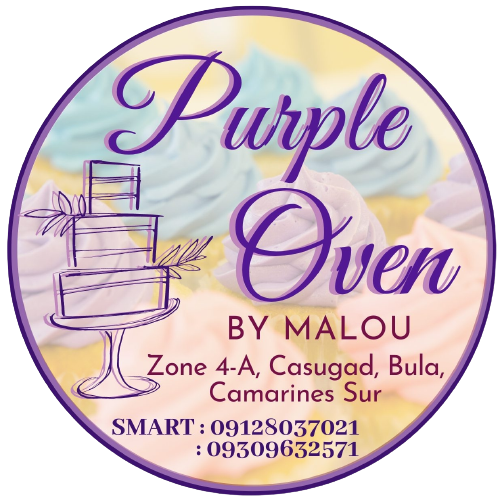 Purple
Oven
BY MALOU
Zone 4-A, Casugad, Bula,
Camarines Sur
SMART : 09128037021
: 09309632571